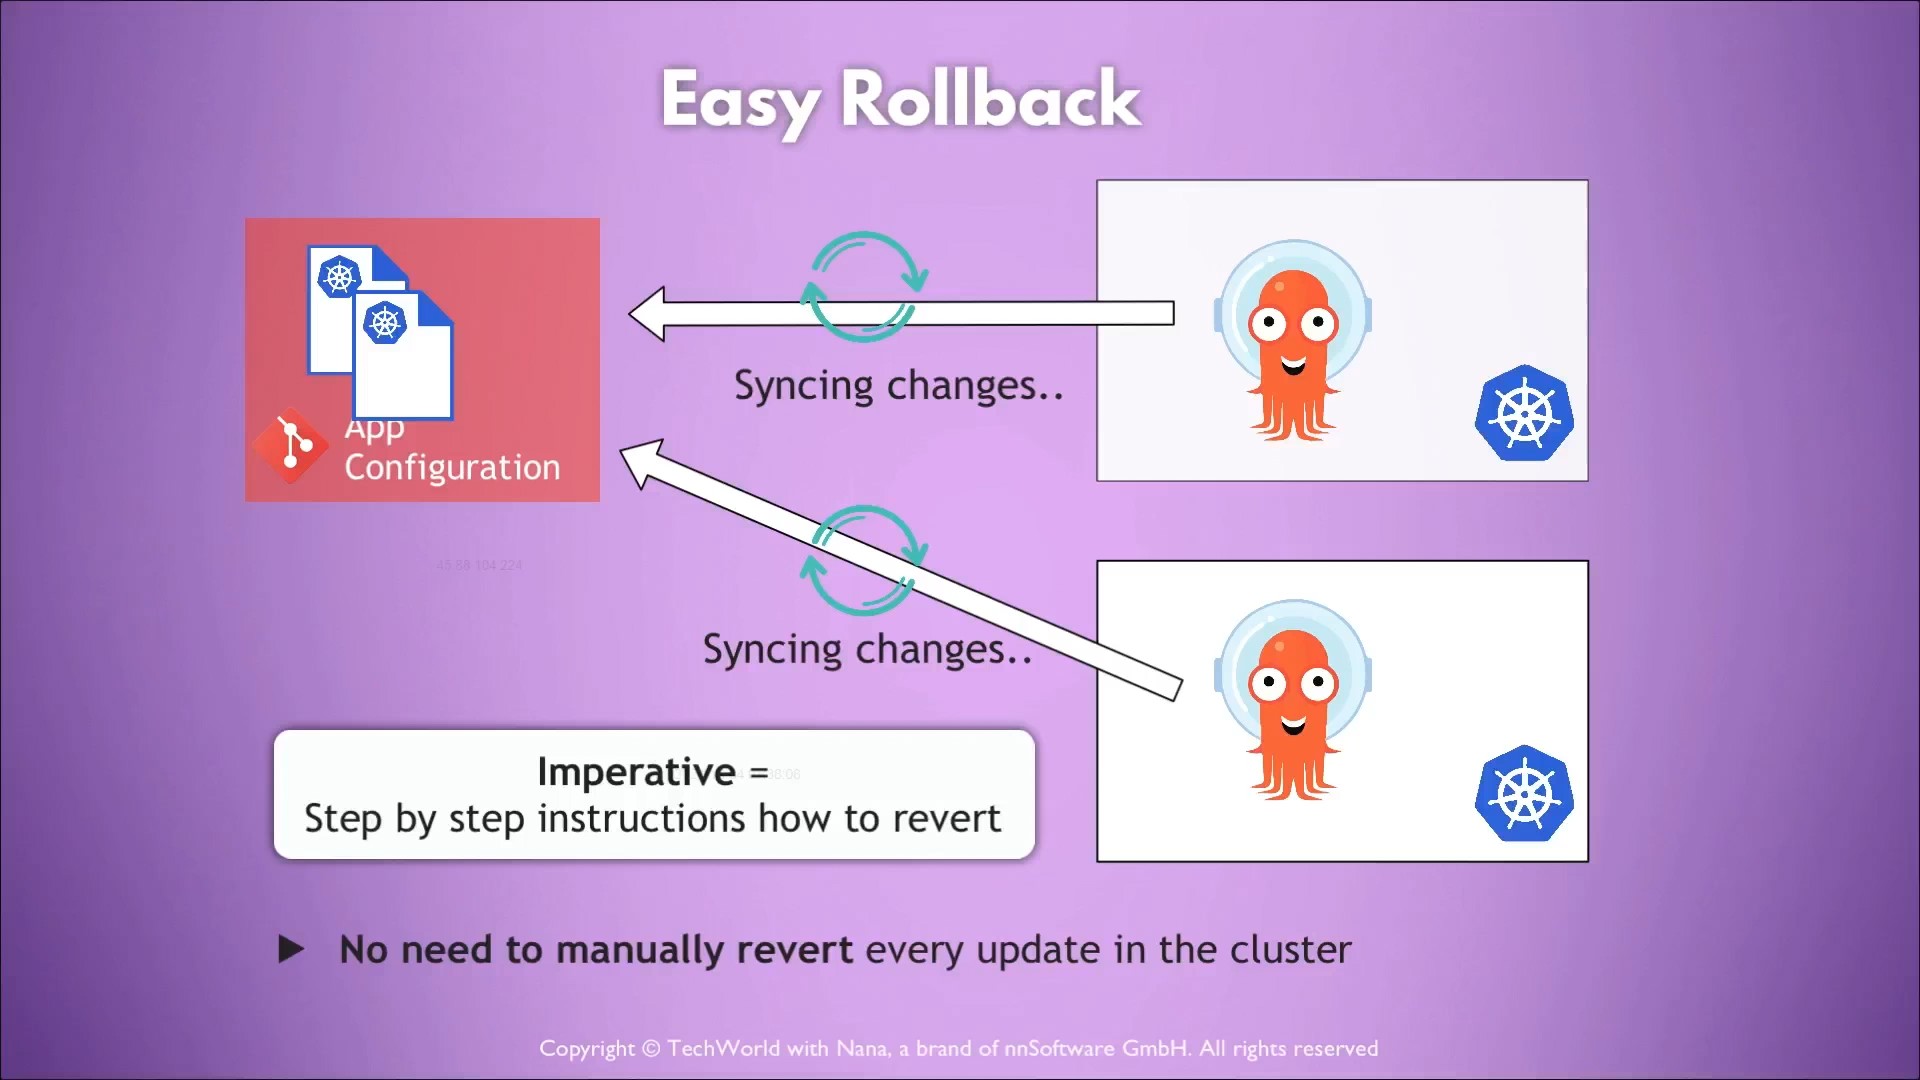 Easy Rollback
Syncing changes..
App
Configuration
45.88.104.224
Syncing changes..
Imperative =
Step by step instructions how to revert
No need to manually revert every update in the cluster
Copyright © TechWorld with Nana, a brand of nnSoftware GmbH. All rights reserved